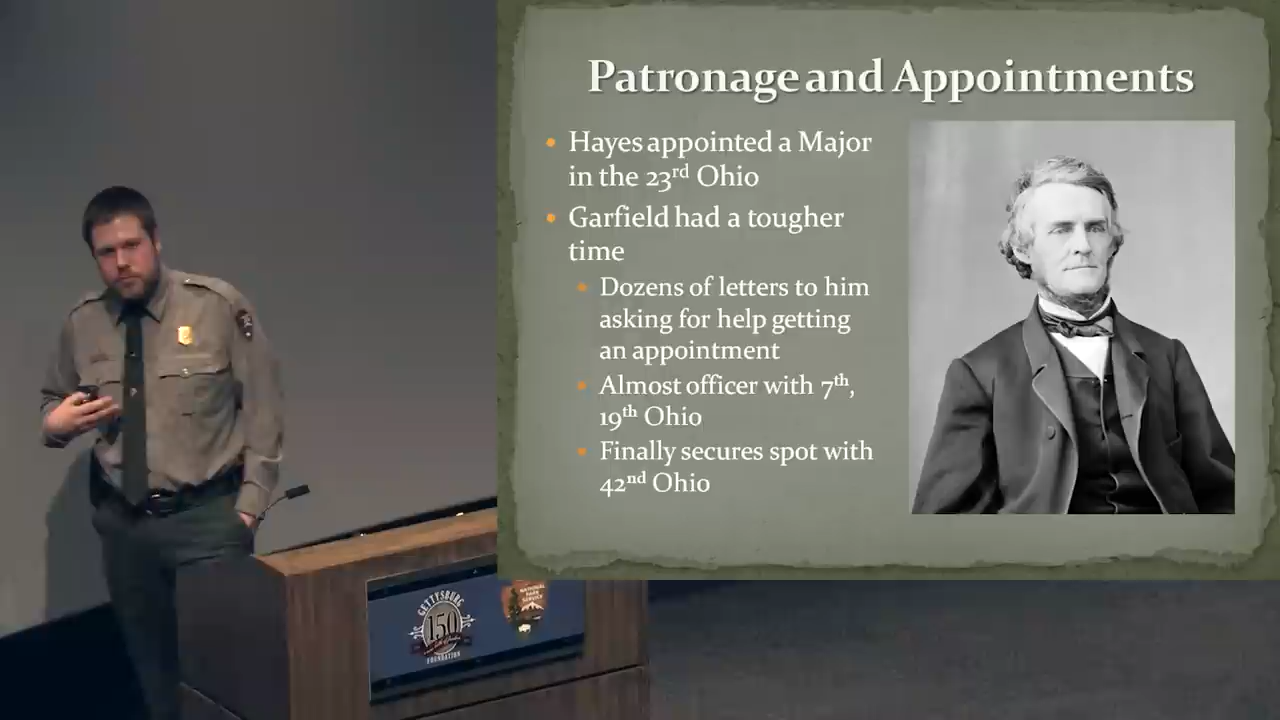 Patronage and Appointments
• Hayes appointed a Major
in the 23rd Ohio
• Garfield had a tougher
time
• Dozens of letters to him
asking for help getting
an appointment
• Almost officer with 7th,
19th Ohio
• Finally secures spot with
42nd Ohio
GETTYSBURG
150
FOUNDATION
NATIONAL
PARK
SERVICE